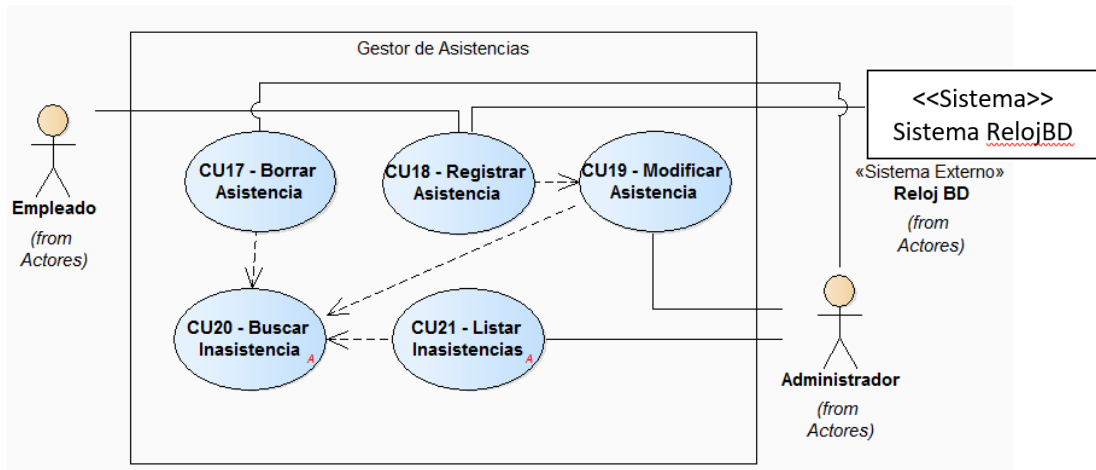 Gestor de Asistencias
<<Sistema>>
Sistema RelojBD
«Sistema Externo»
Reloj BD
(from
Actores)
Empleado
(from
Actores)
CU17 - Borrar
Asistencia
CU18 - Registrar
Asistencia
CU19 - Modificar
Asistencia
CU20 - Buscar
Inasistencia
A
CU21 - Listar
Inasistencias
A
Administrador
(from
Actores)